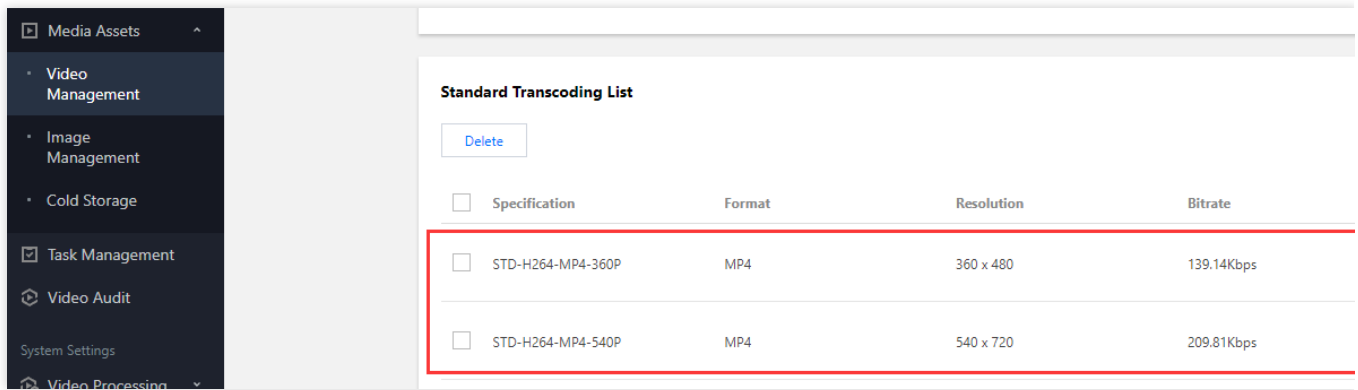 Media Assets
Video
Management
Image
Management
Cold Storage
Task Management
Video Audit
System Settings
Video Processing
Standard Transcoding List
Delete
Specification Format Resolution Bitrate
STD-H264-MP4-360P MP4 360 x 480 139.14Kbps
STD-H264-MP4-540P MP4 540 x 720 209.81Kbps